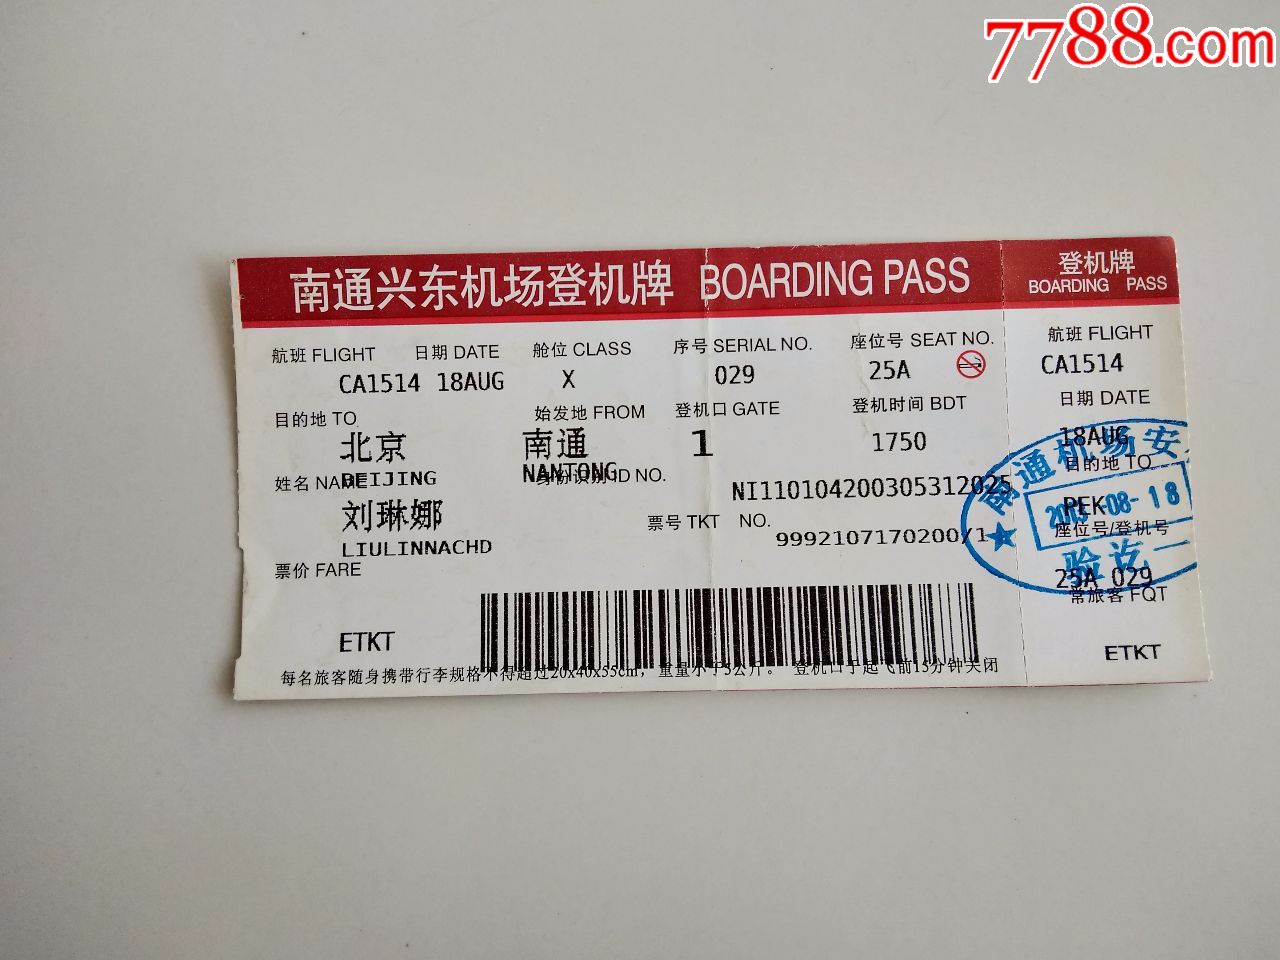 7788.com
南通兴东机场登机牌 BOARDING PASS
登机牌
BOARDING PASS
航班 FLIGHT 日期 DATE 舱位 CLASS 序号 SERIAL NO. 座位号 SEAT NO.
CA1514 18AUG X 029 25A
目的地 TO 始发地 FROM 登机口 GATE 登机时间 BDT
北京 南通 1 1750
BEIJING NANTONG
姓名 NAME 身份识别 ID NO. NI110104200305312025
刘琳娜
票号 TKT NO. 9992107170200/1
LIULINNACHD
票价 FARE
ETKT
每名旅客随身携带行李规格不得超过20x40x55cm，重量小于5公斤。 登机口于起飞前15分钟关闭
航班 FLIGHT
CA1514
日期 DATE
18AUG
目的地 TO
PEK
座位号/登机号
25A 029
常旅客 FQT
ETKT
南通机场安
08-18
验讫